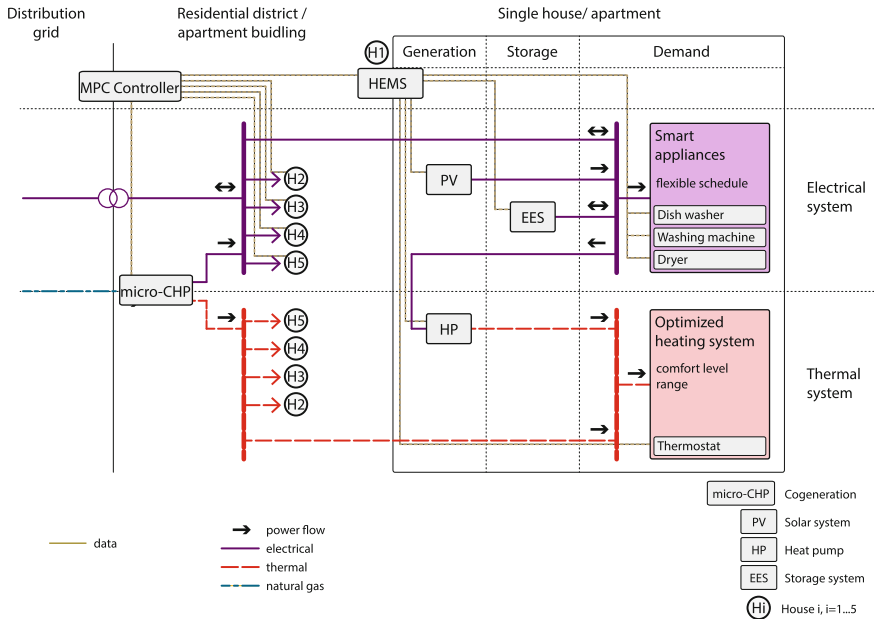 Distribution
grid
Residential district /
apartment buidling
Single house/ apartment
H1
Generation
Storage
Demand
MPC Controller
HEMS
Smart
appliances
flexible schedule
Dish washer
Washing machine
Dryer
Electrical
system
PV
EES
H2
H3
H4
H5
micro-CHP
H5
H4
H3
H2
HP
Optimized
heating system
comfort level
range
Thermostat
Thermal
system
data
power flow
electrical
thermal
natural gas
micro-CHP Cogeneration
PV Solar system
HP Heat pump
EES Storage system
Hi House i, i=1...5